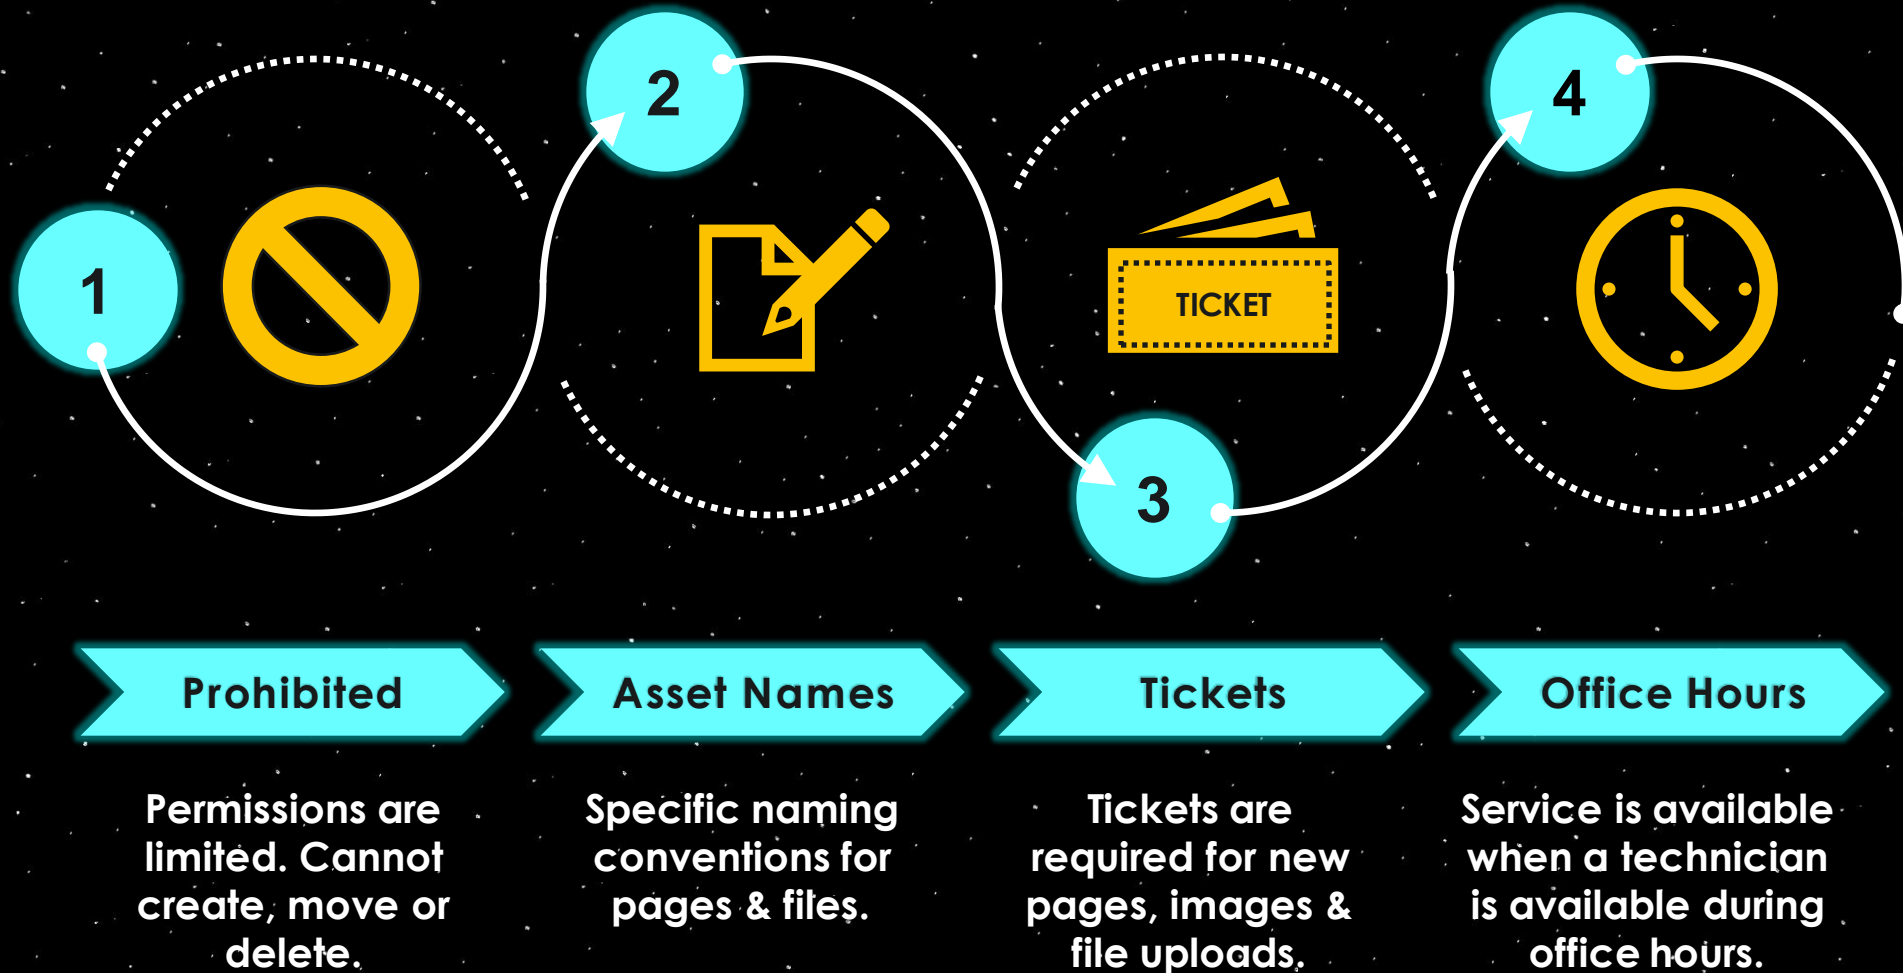 1
2
3
4
TICKET
Prohibited
Permissions are
limited. Cannot
create, move or
delete.
Asset Names
Specific naming
conventions for
pages & files.
Tickets
Tickets are
required for new
pages, images &
file uploads.
Office Hours
Service is available
when a technician
is available during
office hours.